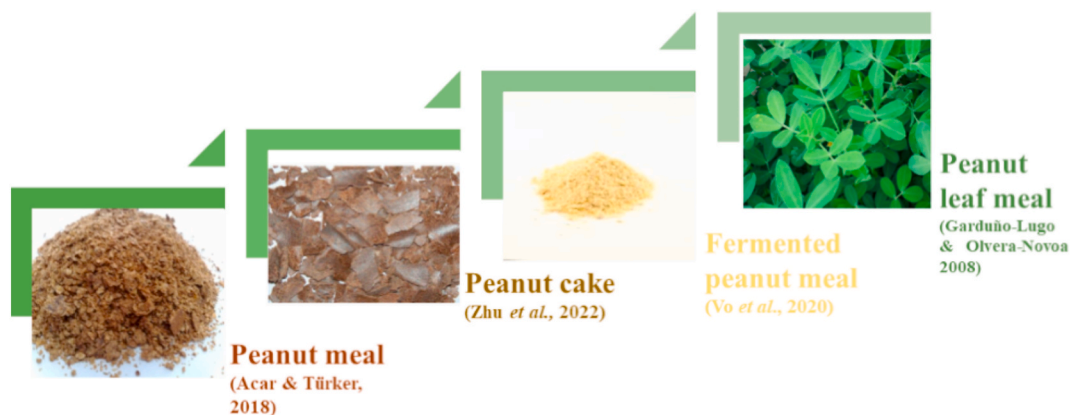 Peanut meal
(Acar & Türker,
2018)
Peanut cake
(Zhu et al., 2022)
Fermented
peanut meal
(Vo et al., 2020)
Peanut
leaf meal
(Garduño-Lugo
& Olvera-Novoa
2008)